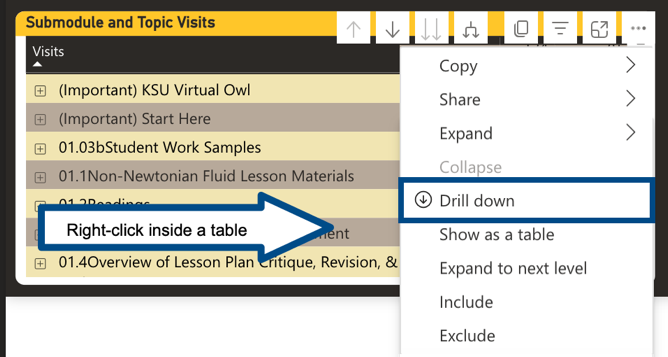 Submodule and Topic Visits
Visits
(Important) KSU Virtual Owl
(Important) Start Here
01.03bStudent Work Samples
01.1Non-Newtonian Fluid Lesson Materials
01.2Readings
Right-click inside a table
01.4Overview of Lesson Plan Critique, Revision, &
Copy
Share
Expand
Collapse
Drill down
Show as a table
Expand to next level
Include
Exclude